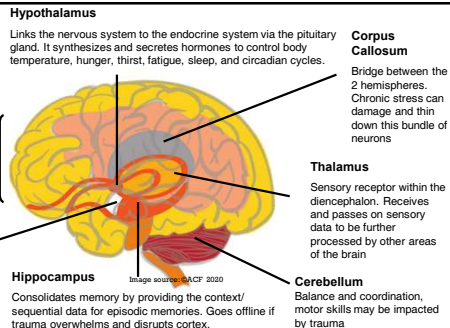 Hypothalamus
Links the nervous system to the endocrine system via the pituitary
gland. It synthesizes and secretes hormones to control body
temperature, hunger, thirst, fatigue, sleep, and circadian cycles.
Corpus
Callosum
Bridge between the
2 hemispheres.
Chronic stress can
damage and thin
down this bundle of
neurons
Thalamus
Sensory receptor within the
diencephalon. Receives
and passes on sensory
data to be further
processed by other areas
of the brain
Hippocampus
Image source: ©ACF 2020
Consolidates memory by providing the context/
sequential data for episodic memories. Goes offline if
trauma overwhelms and disrupts cortex.
Cerebellum
Balance and coordination,
motor skills may be impacted
by trauma